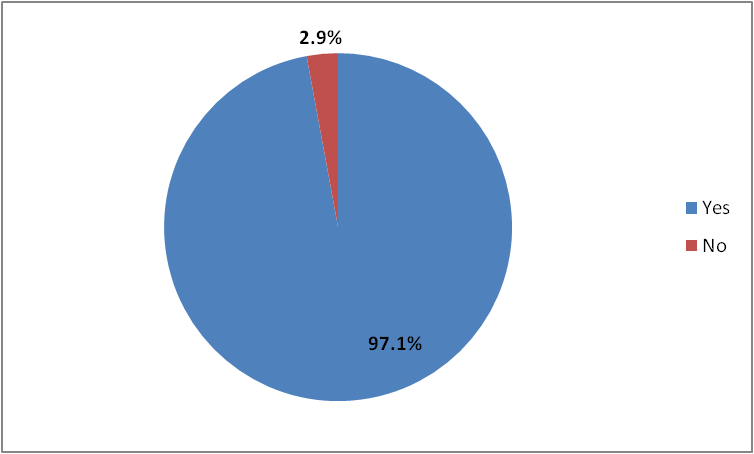 2.9%
Yes
No
97.1%